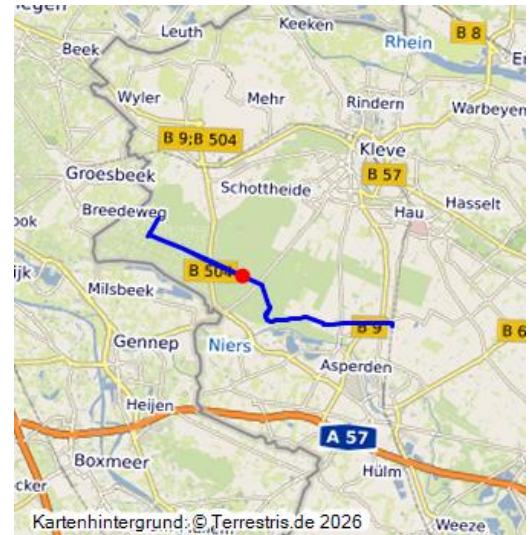 Leuth
Keeken
Rhein
B 8
Beek
Wyler
Mehr
Rindern
Warbeyen
B 9;B 504
Kleve
Groesbeek
Schottheide
B 57
Breedeweg
Hau
Hasselt
B 504
Milsbeek
B 9
B 6
Gennep
Niers
Asperden
Heijen
A 57
Boxmeer
Hülm
Weeze
Kartenhintergrund: © Terrestris.de 2026